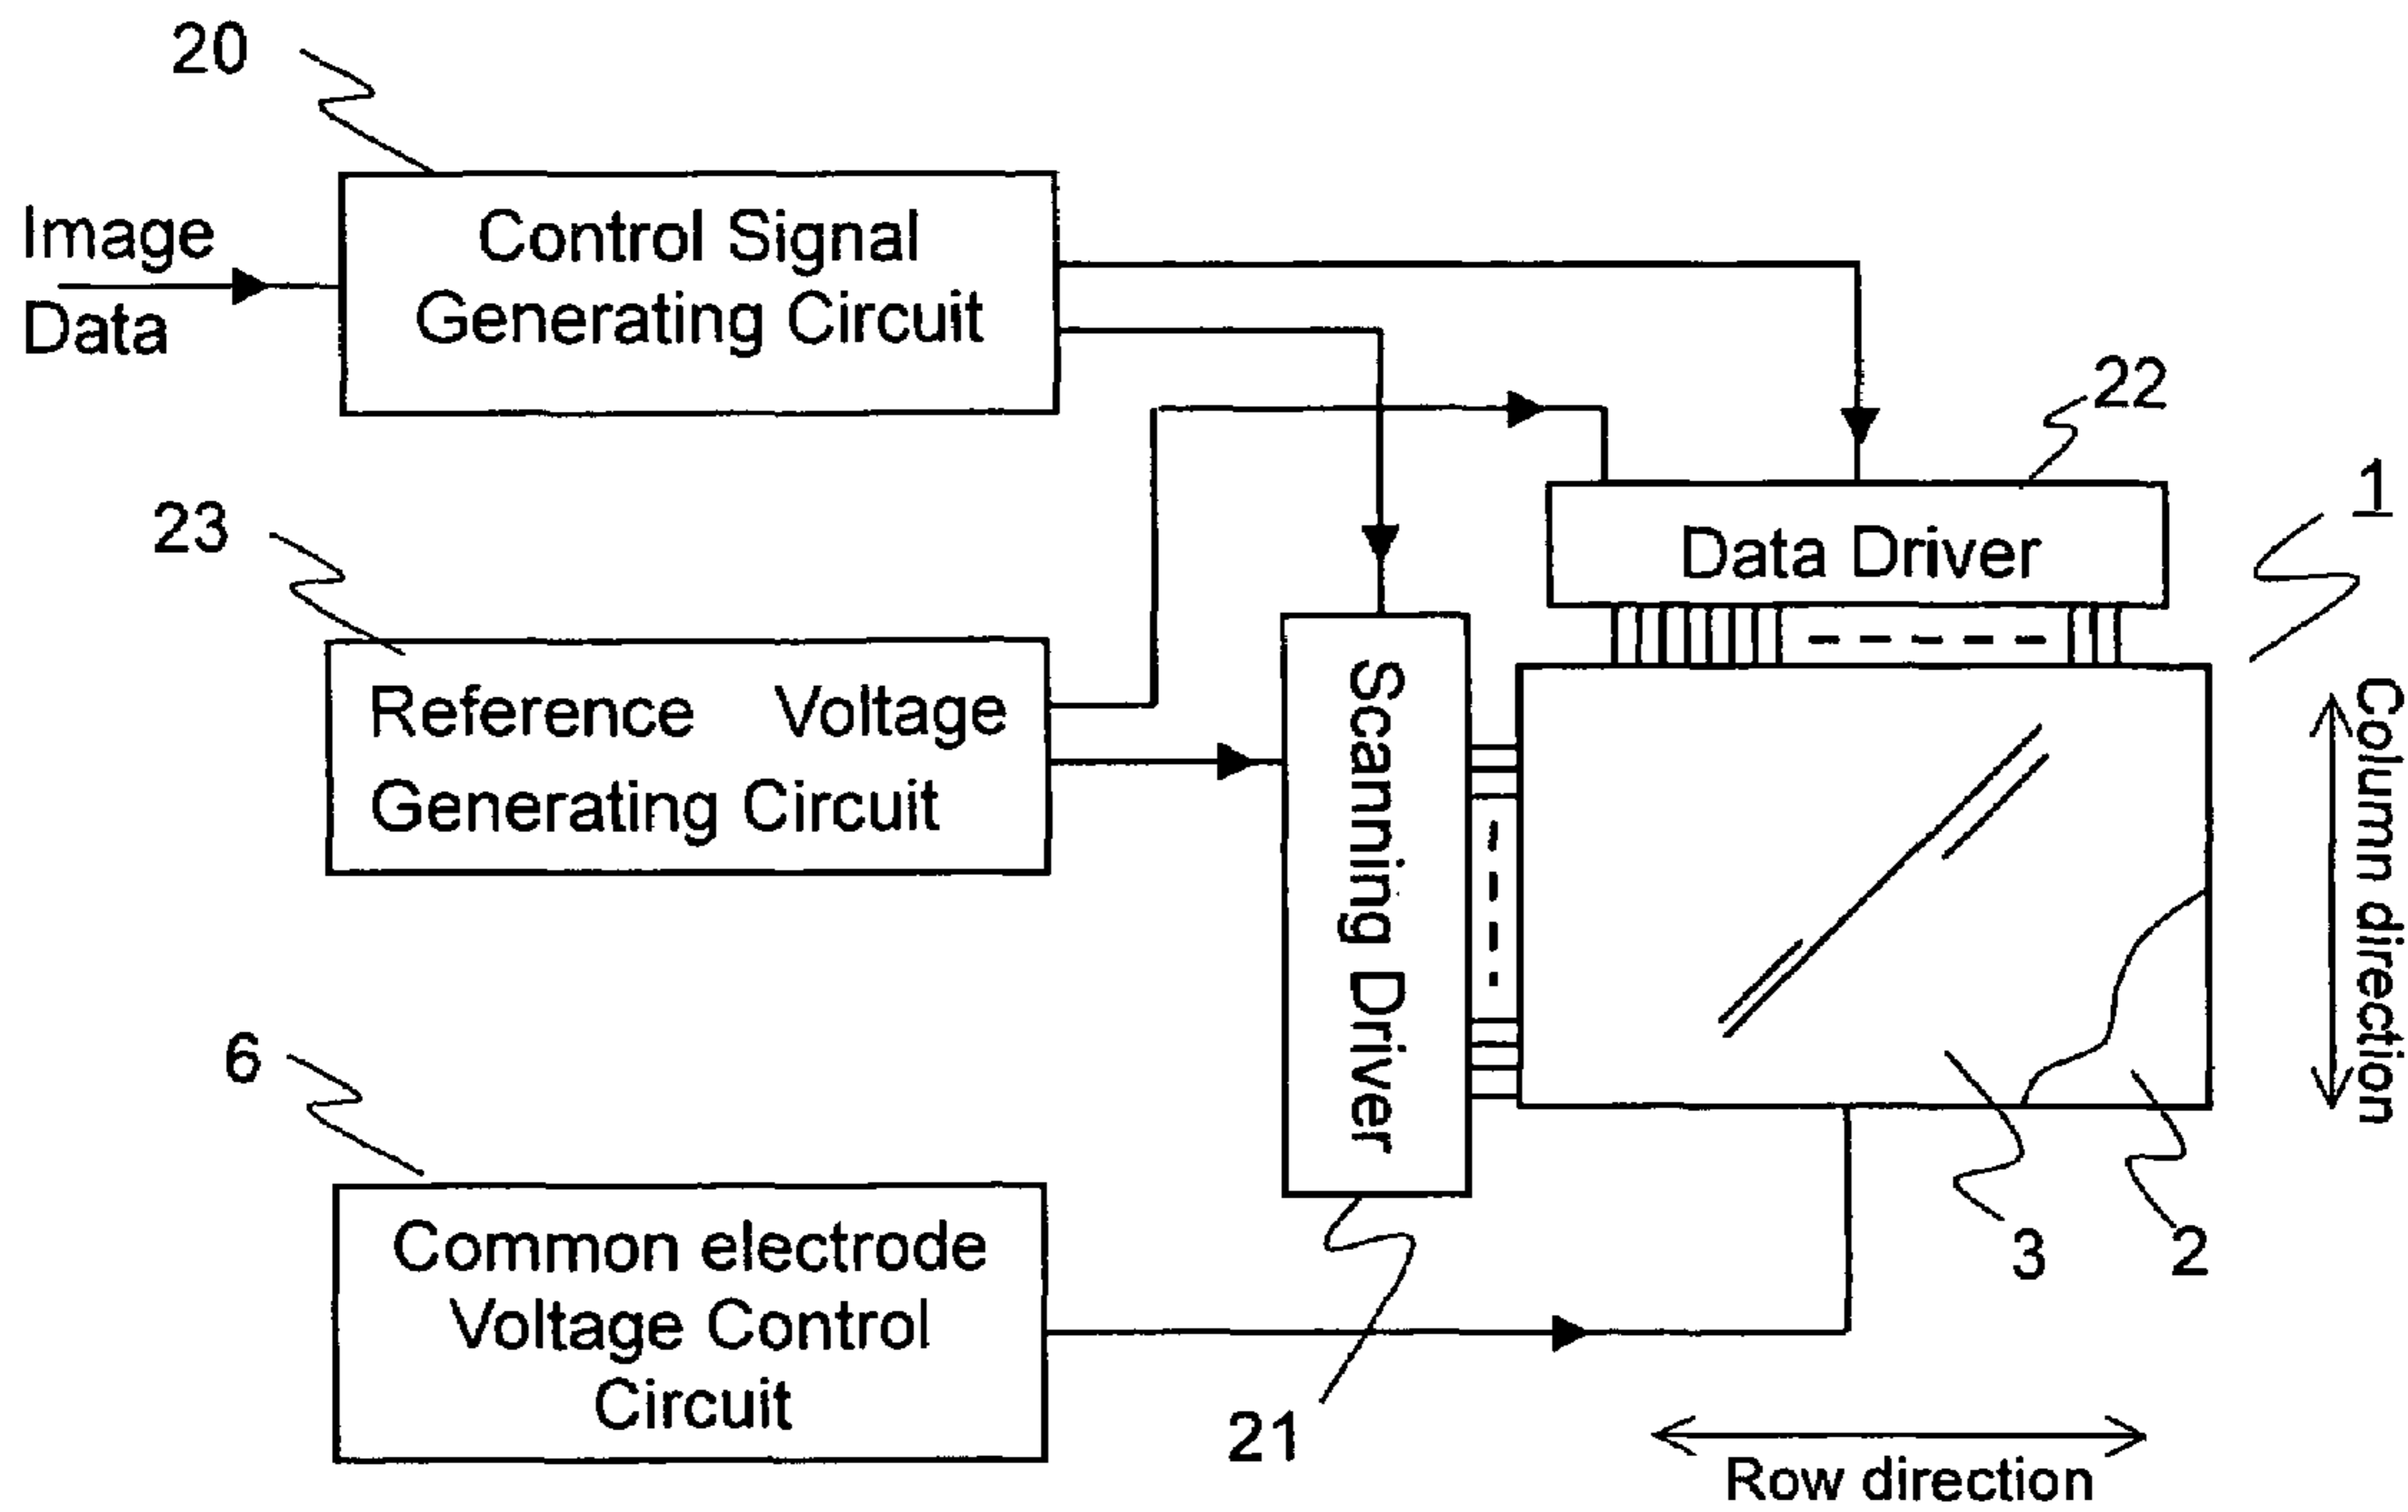 20
Image
Data
Control Signal
Generating Circuit
22
1
23
Data Driver
Reference Voltage
Generating Circuit
Scanning Driver
Column direction
6
Common electrode
Voltage Control
Circuit
3
2
21
Row direction